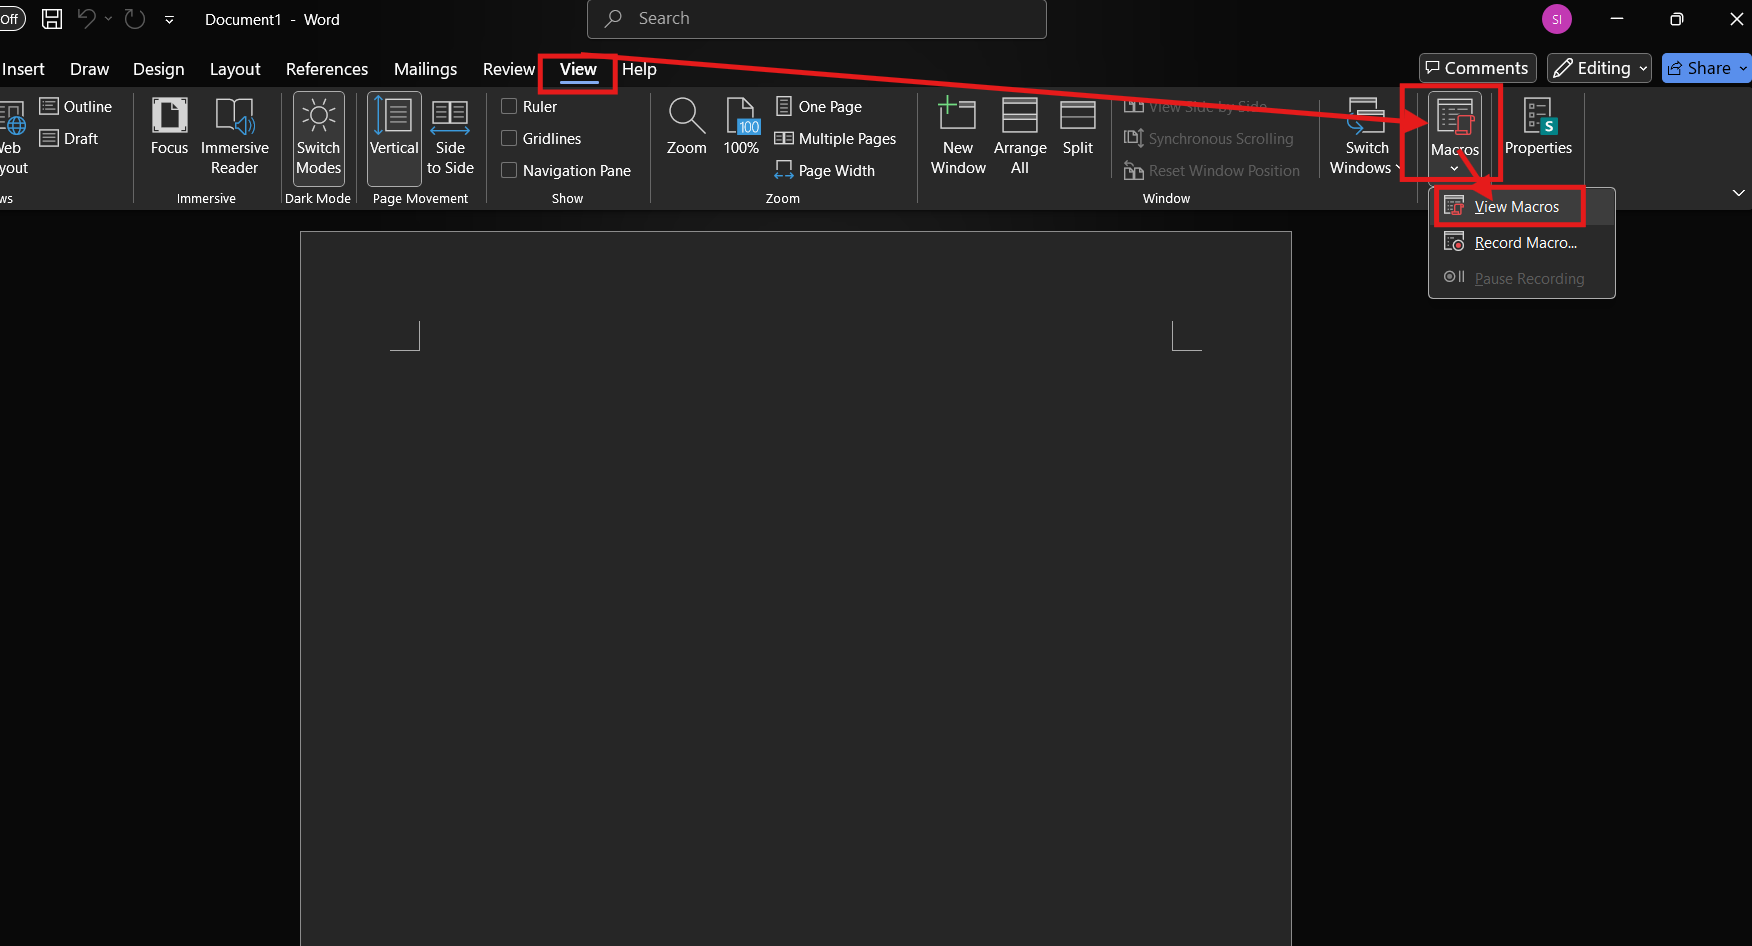 Off
Document1 - Word
Search
SI
Insert Draw Design Layout References Mailings Review View Help
Comments Editing Share
Outline
Draft
Focus
Immersive
Reader
Immersive
Switch
Modes
Dark Mode
Vertical
Side
to Side
Page Movement
Ruler
Gridlines
Navigation Pane
Show
Zoom
100
100%
One Page
Multiple Pages
Page Width
Zoom
New
Window
Arrange
All
Split
View Side by Side
Synchronous Scrolling
Reset Window Position
Window
Switch
Windows
Macros
S
Properties
View Macros
Record Macro...
Pause Recording